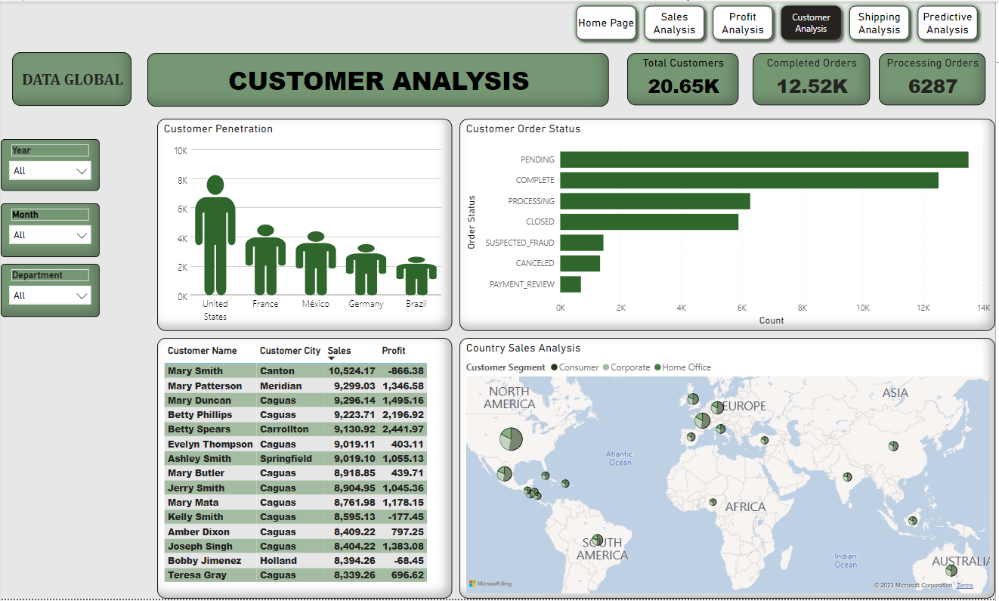 Home Page
Sales Analysis
Profit Analysis
Customer Analysis
Shipping Analysis
Predictive Analysis
DATA GLOBAL
CUSTOMER ANALYSIS
Total Customers
20.65K
Completed Orders
12.52K
Processing Orders
6287
Year
All
Month
All
Department
All
Customer Penetration
10K
8K
6K
4K
2K
0K
United States
France
México
Germany
Brazil
Customer Order Status
Order Status
PENDING
COMPLETE
PROCESSING
CLOSED
SUSPECTED_FRAUD
CANCELED
PAYMENT_REVIEW
0K 2K 4K 6K 8K 10K 12K 14K
Count
Customer Name Customer City Sales Profit
Mary Smith Canton 10,524.17 -866.38
Mary Patterson Meridian 9,299.03 1,346.58
Mary Duncan Caguas 9,296.14 1,495.16
Betty Phillips Caguas 9,223.71 2,196.92
Betty Spears Carrollton 9,130.92 2,441.97
Evelyn Thompson Caguas 9,019.11 403.11
Ashley Smith Springfield 9,019.10 1,055.13
Mary Butler Caguas 8,918.85 439.71
Jerry Smith Caguas 8,904.95 1,045.36
Mary Mata Caguas 8,761.98 1,178.15
Kelly Smith Caguas 8,595.13 -177.45
Amber Dixon Caguas 8,409.22 797.25
Joseph Singh Caguas 8,404.22 1,383.08
Bobby Jimenez Holland 8,394.26 -68.45
Teresa Gray Caguas 8,339.26 696.62
Country Sales Analysis
Customer Segment Consumer Corporate Home Office
NORTH AMERICA
EUROPE
ASIA
Atlantic Ocean
AFRICA
SOUTH AMERICA
Indian Ocean
AUSTRALIA
Microsoft Bing
© 2023 Microsoft Corporation Terms